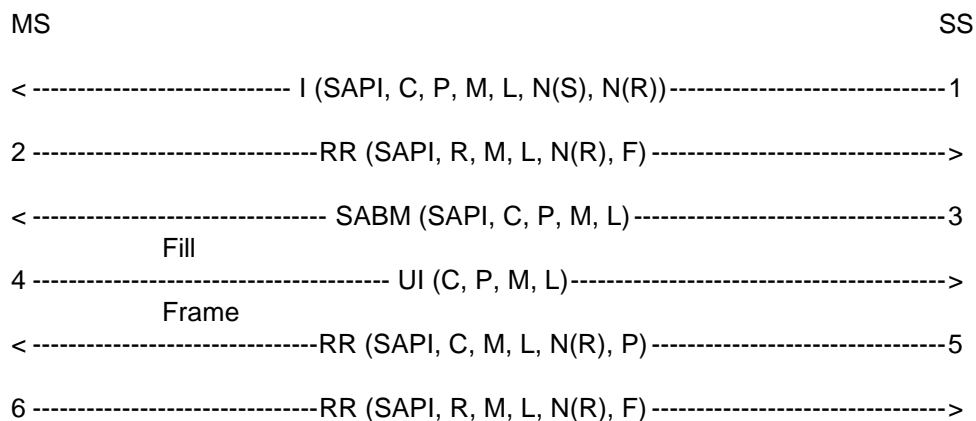 MS SS
< ----------------------------- I (SAPI, C, P, M, L, N(S), N(R))-------------------------------1
2 --------------------------------RR (SAPI, R, M, L, N(R), F) --------------------------------->
< --------------------------------- SABM (SAPI, C, P, M, L)-----------------------------------3
Fill
4 ---------------------------------------- UI (C, P, M, L)------------------------------------------>
Frame
< --------------------------------RR (SAPI, C, M, L, N(R), P) ---------------------------------5
6 --------------------------------RR (SAPI, R, M, L, N(R), F) --------------------------------->